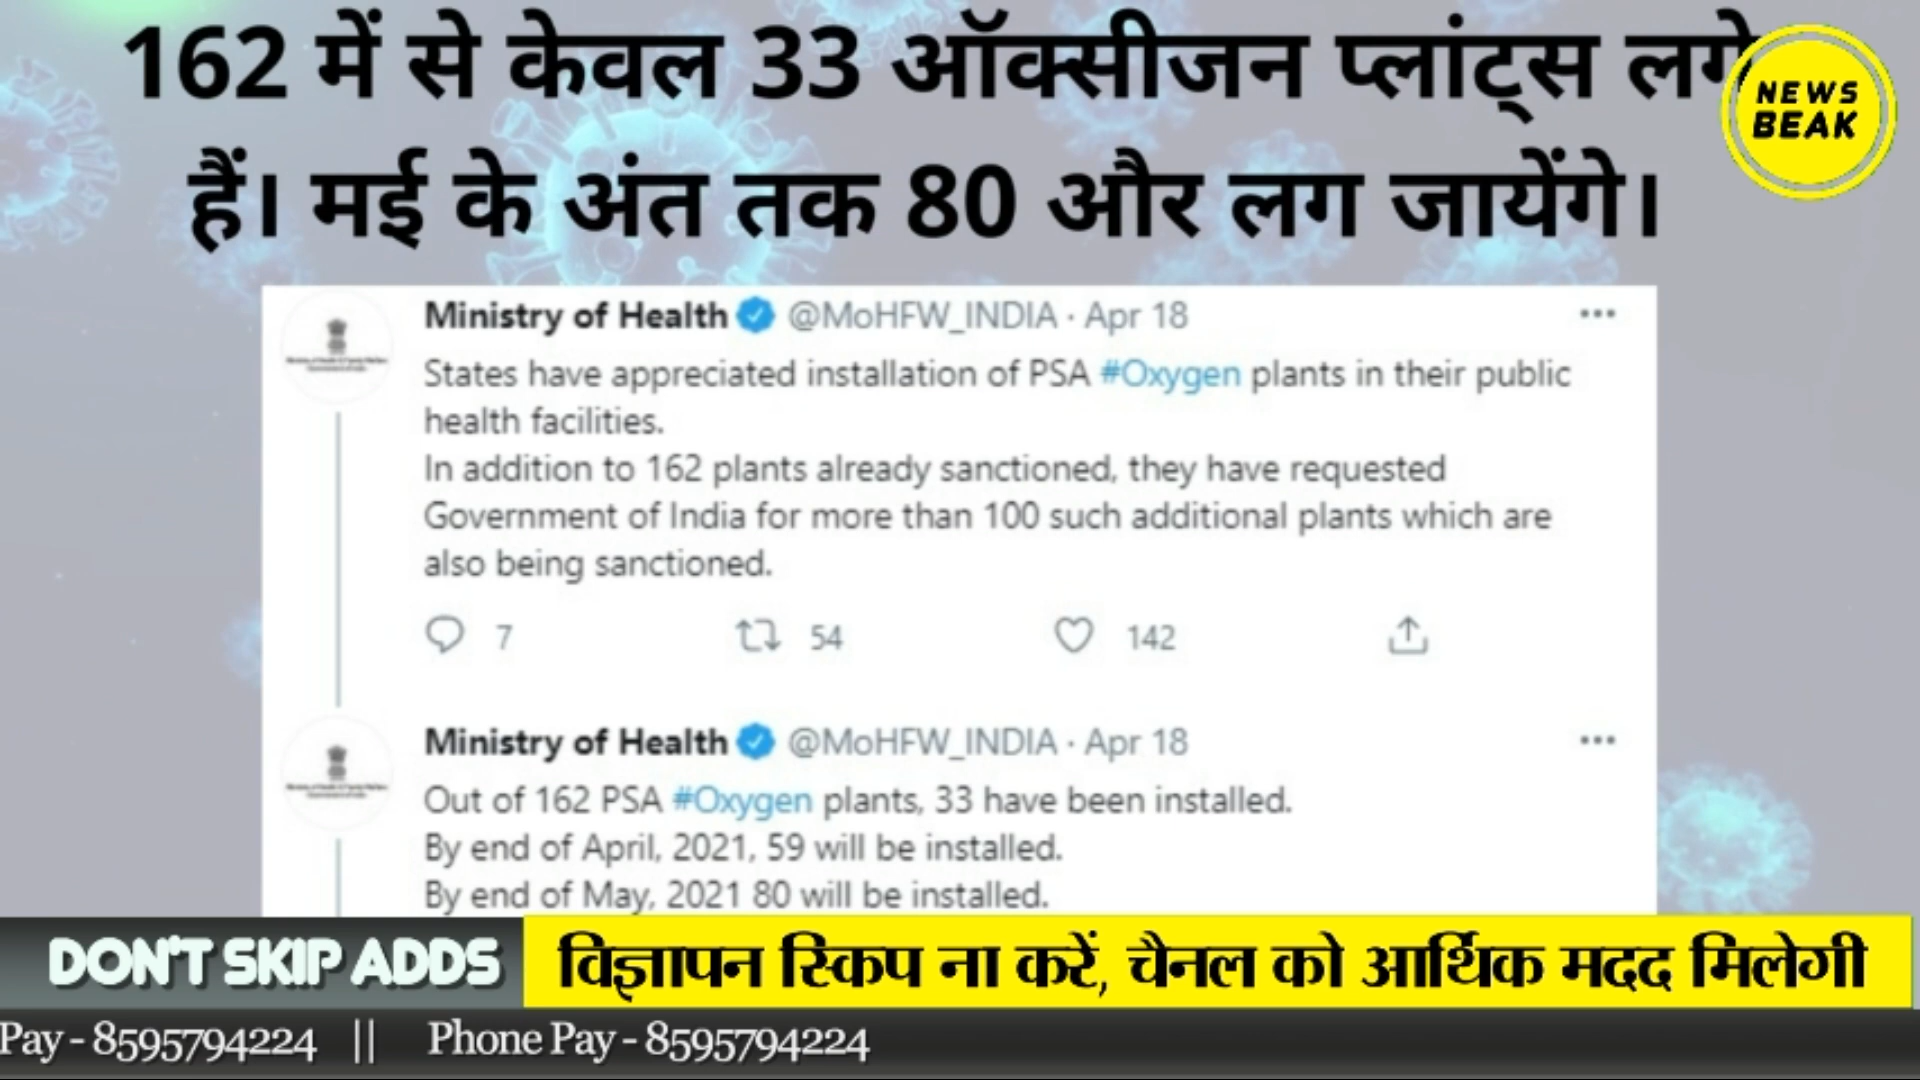 162 में से केवल 33 ऑक्सीजन प्लांट्स लगे
हैं। मई के अंत तक 80 और लग जायेंगे।
NEWS
BEAK
Ministry of Health @MoHFW_INDIA · Apr 18
States have appreciated installation of PSA #Oxygen plants in their public
health facilities.
In addition to 162 plants already sanctioned, they have requested
Government of India for more than 100 such additional plants which are
also being sanctioned.
7 54 142
Ministry of Health @MoHFW_INDIA · Apr 18
Out of 162 PSA #Oxygen plants, 33 have been installed.
By end of April, 2021, 59 will be installed.
By end of May, 2021 80 will be installed.
DON'T SKIP ADDS
विज्ञापन स्किप ना करें, चैनल को आर्थिक मदद मिलेगी
Pay - 8595794224 || Phone Pay - 8595794224